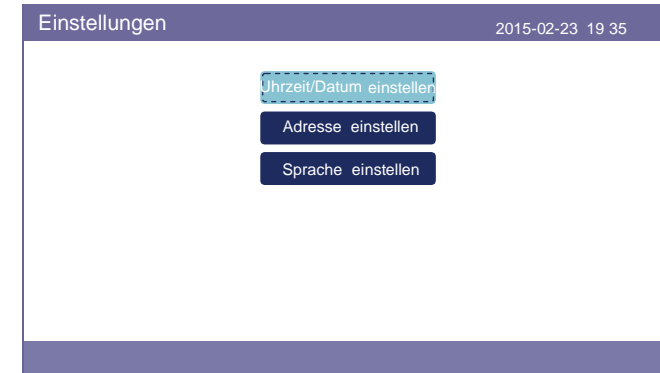 Einstellungen
2015-02-23 19 35
Uhrzeit/Datum einstellen
Adresse einstellen
Sprache einstellen